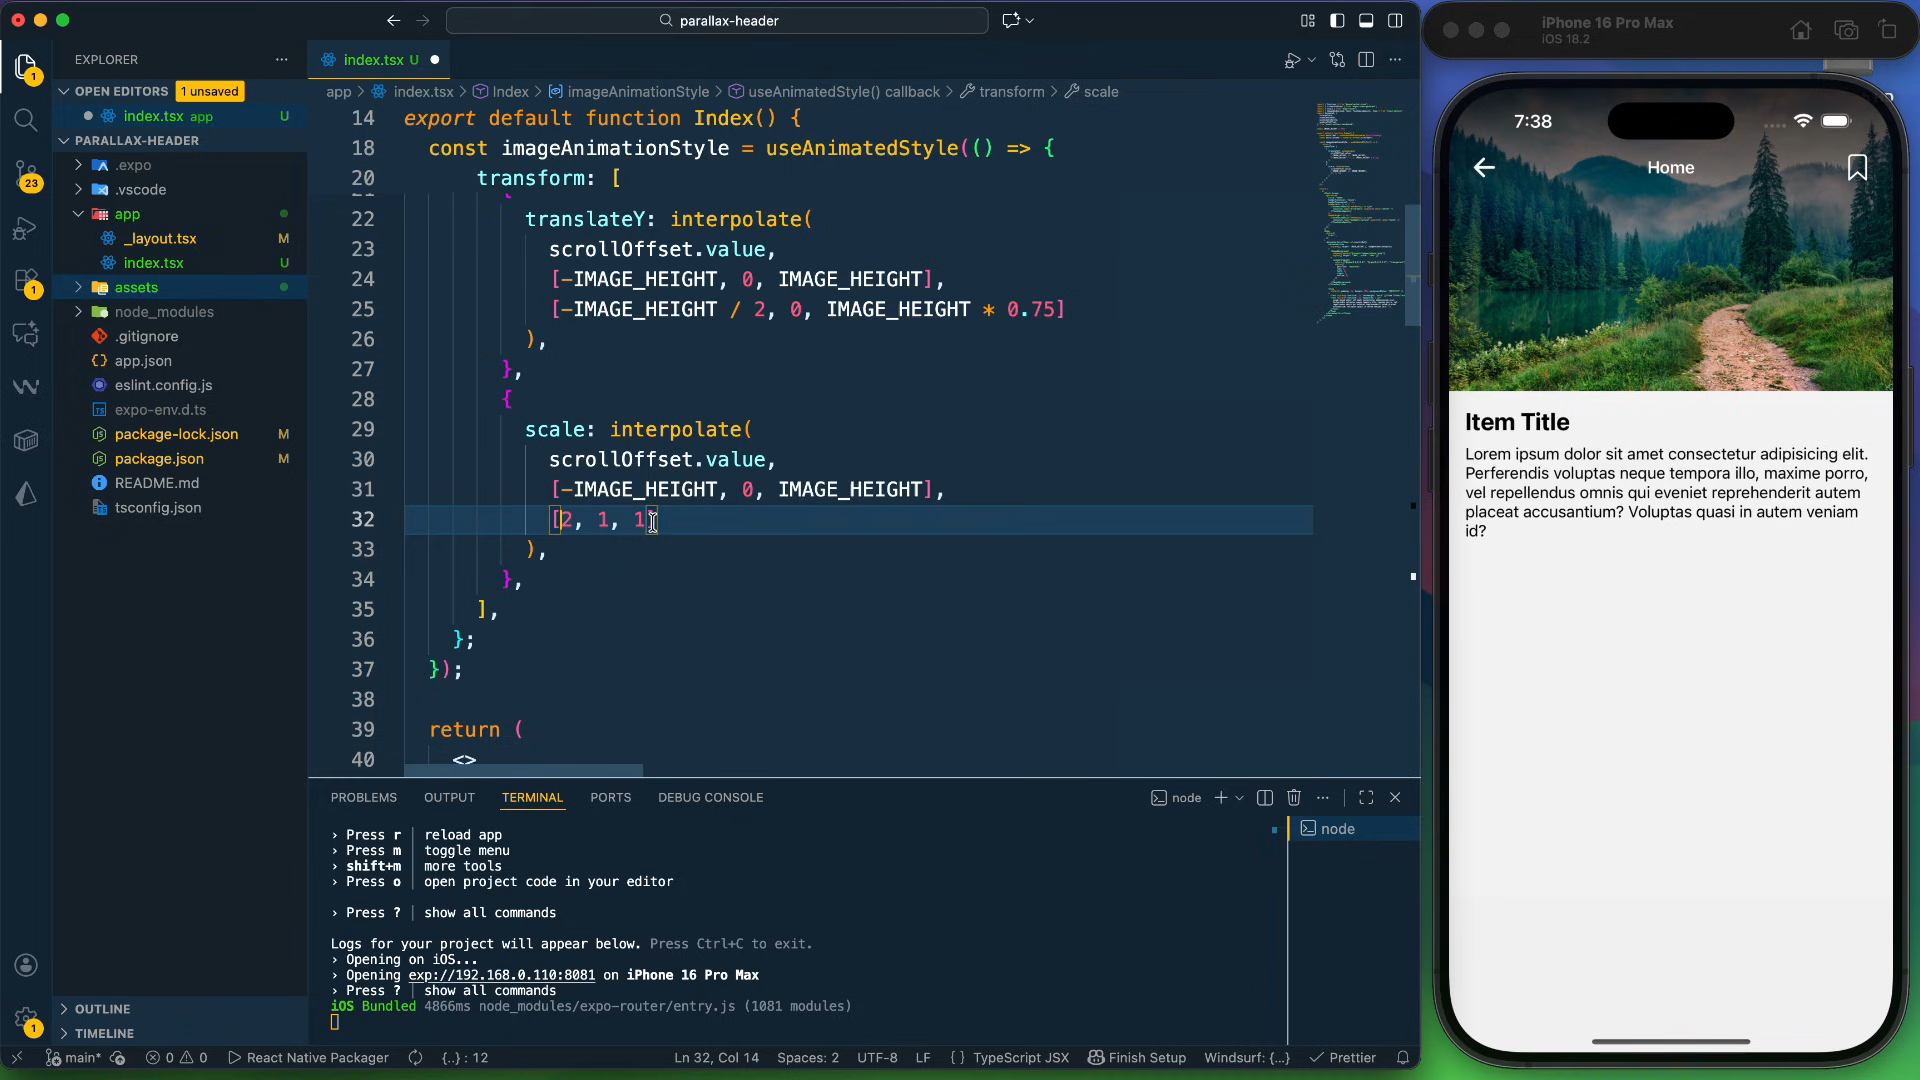 parallax-header
EXPLORER
OPEN EDITORS 1 unsaved
index.tsx app U
PARALLAX-HEADER
.expo
.vscode
app
_layout.tsx M
index.tsx U
assets
node_modules
.gitignore
app.json
eslint.config.js
expo-env.d.ts
package-lock.json M
package.json M
README.md
tsconfig.json
OUTLINE
TIMELINE
1
23
1
1
index.tsx U
app index.tsx Index imageAnimationStyle useAnimatedStyle() callback transform scale
14 export default function Index() {
18 const imageAnimationStyle = useAnimatedStyle(() => {
20 transform: [
22 translateY: interpolate(
23 scrollOffset.value,
24 [-IMAGE_HEIGHT, 0, IMAGE_HEIGHT],
25 [-IMAGE_HEIGHT / 2, 0, IMAGE_HEIGHT * 0.75]
26 ),
27 },
28 {
29 scale: interpolate(
30 scrollOffset.value,
31 [-IMAGE_HEIGHT, 0, IMAGE_HEIGHT],
32 [2, 1, 1]
33 ),
34 },
35 ],
36 };
37 });
38
39 return (
40 <>
PROBLEMS OUTPUT TERMINAL PORTS DEBUG CONSOLE
node
node
› Press r │ reload app
› Press m │ toggle menu
› shift+m │ more tools
› Press o │ open project code in your editor
› Press ? │ show all commands
Logs for your project will appear below. Press Ctrl+C to exit.
› Opening on iOS...
› Opening exp://192.168.0.110:8081 on iPhone 16 Pro Max
› Press ? │ show all commands
iOS Bundled 4866ms node_modules/expo-router/entry.js (1081 modules)
main* 0 0 React Native Packager {..} : 12 Ln 32, Col 14 Spaces: 2 UTF-8 LF { } TypeScript JSX Finish Setup Windsurf: {...} Prettier
iPhone 16 Pro Max
iOS 18.2
7:38
Home
Item Title
Lorem ipsum dolor sit amet consectetur adipisicing elit.
Perferendis voluptas neque tempora illo, maxime porro,
vel repellendus omnis qui eveniet reprehenderit autem
placeat accusantium? Voluptas quasi in autem veniam
id?